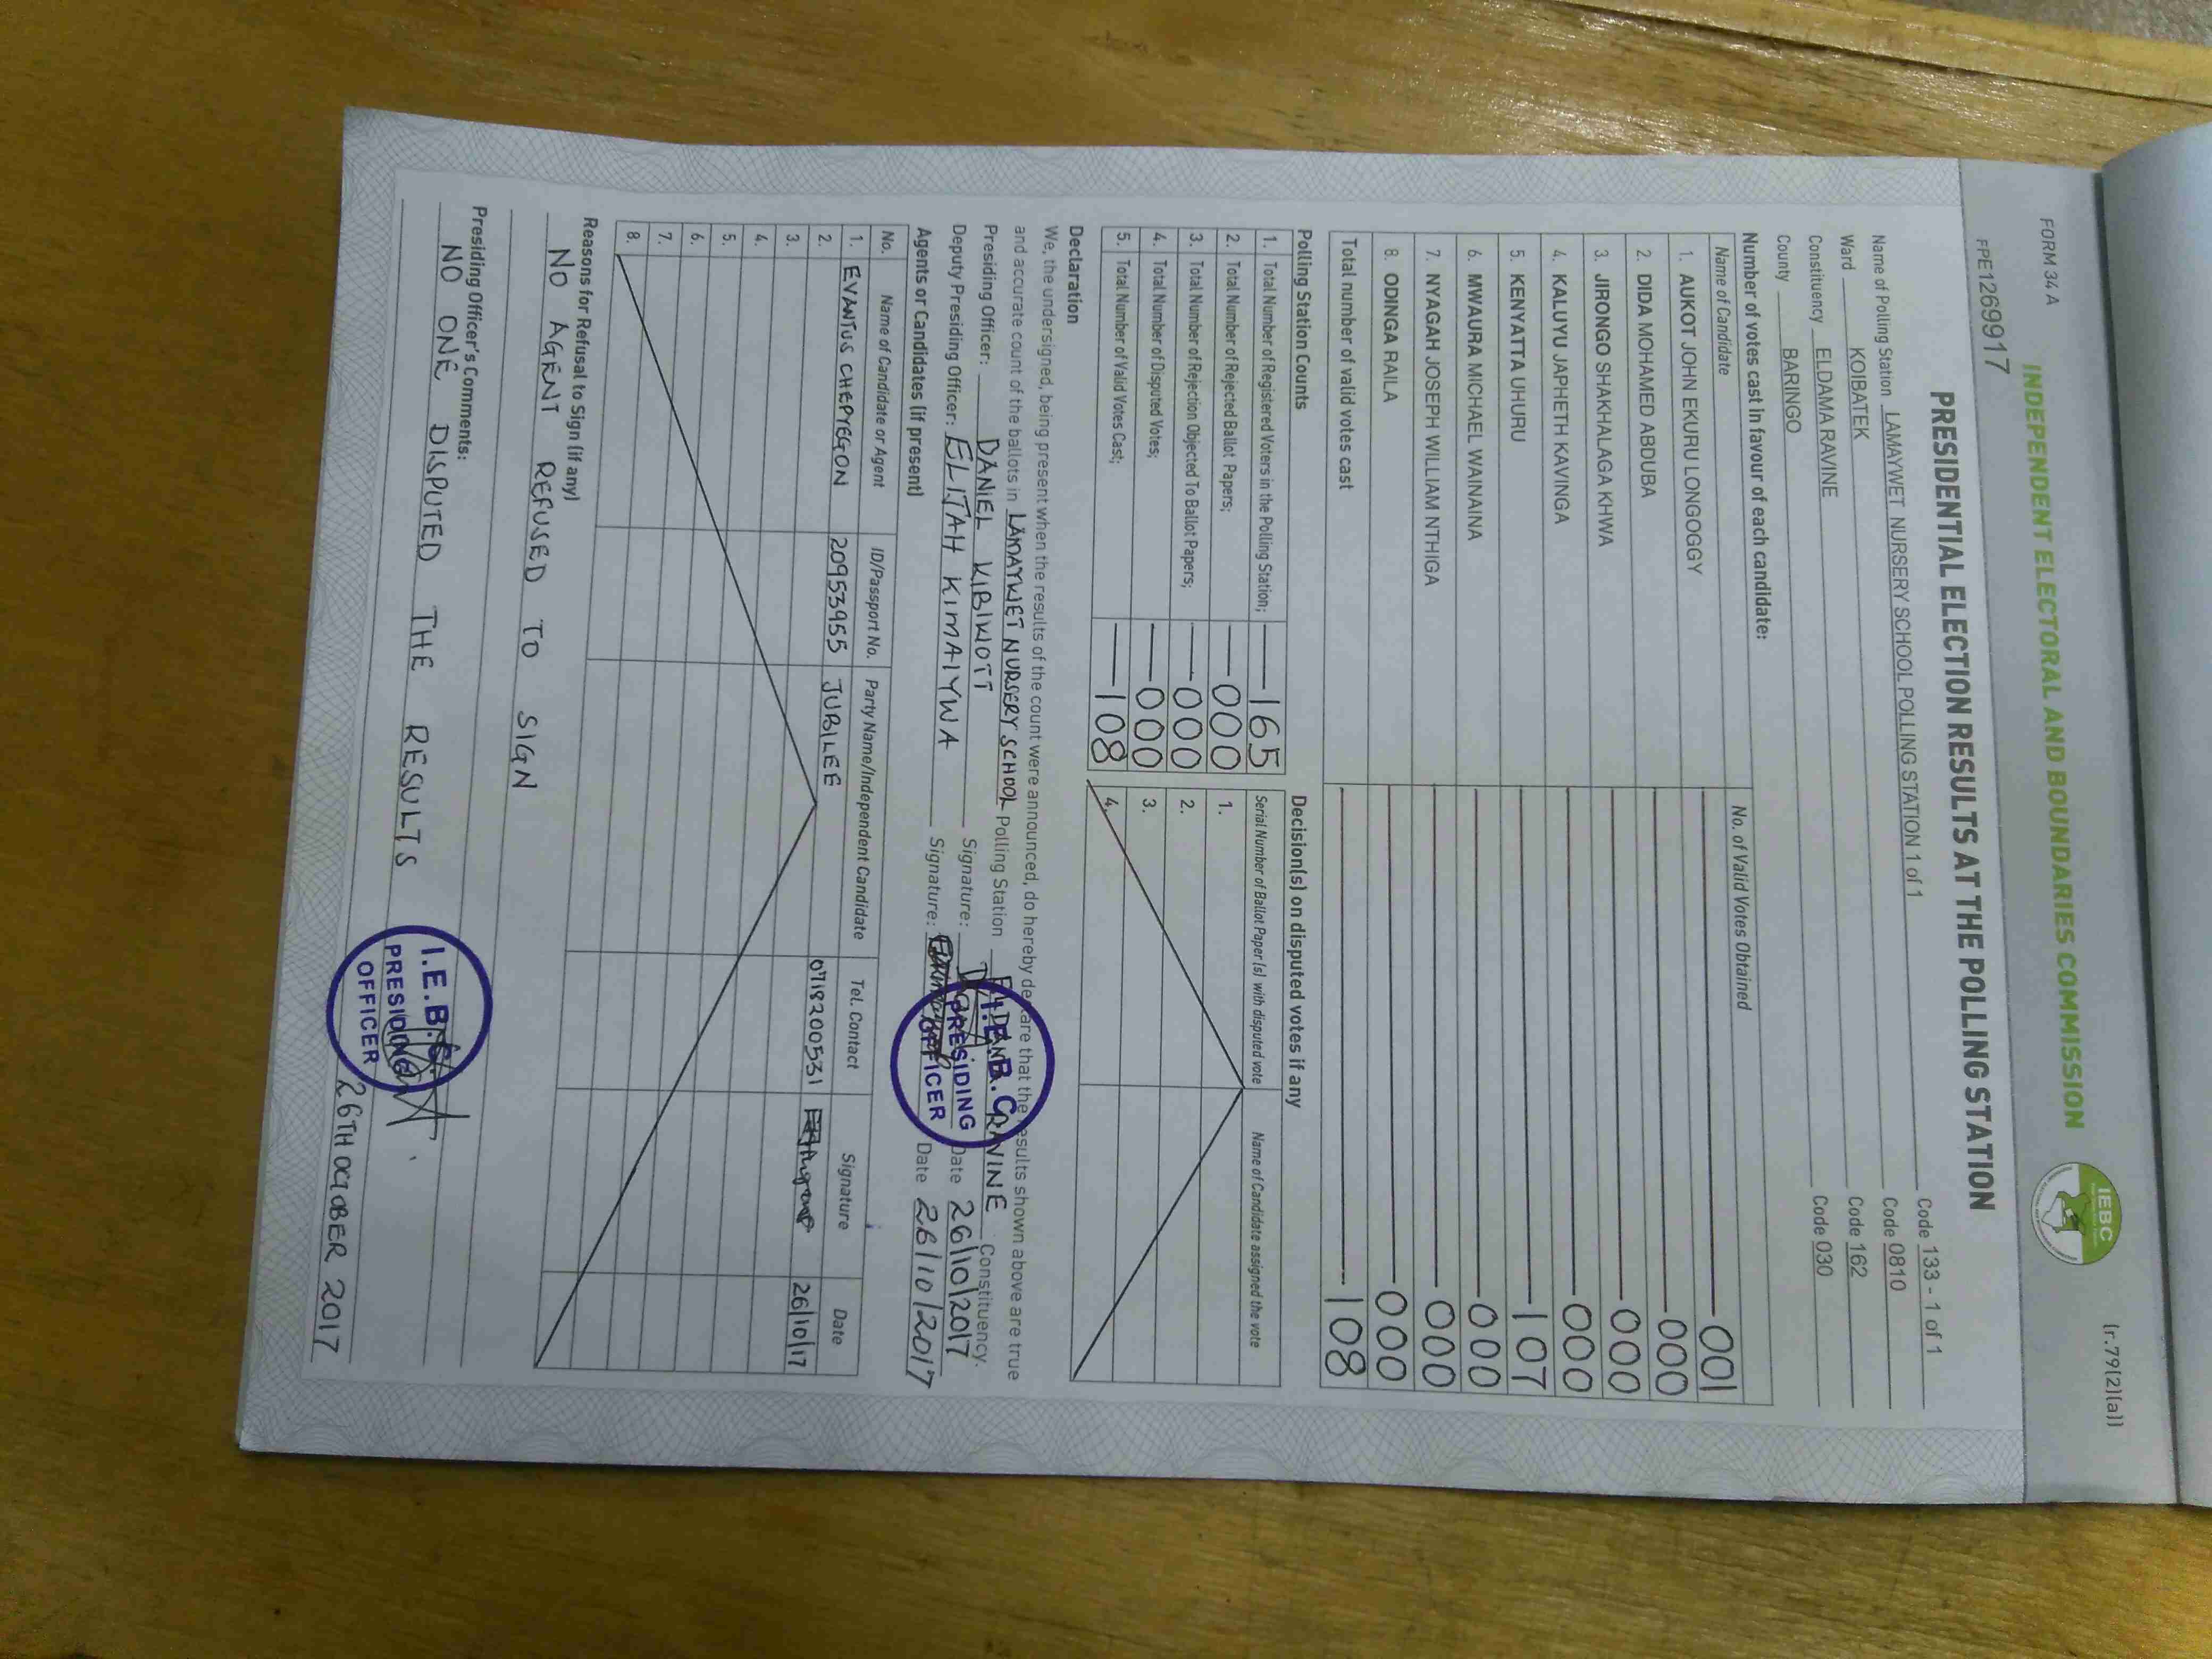 FORM 34 A
(r.79(2)(a))
INDEPENDENT ELECTORAL AND BOUNDARIES COMMISSION
IEBC
FPE1269917
PRESIDENTIAL ELECTION RESULTS AT THE POLLING STATION
Name of Polling Station LAMAYWET NURSERY SCHOOL POLLING STATION 1 of 1 Code 133 - 1 of 1
Ward KOIBATEK Code 0810
Constituency ELDAMA RAVINE Code 162
County BARINGO Code 030
Number of votes cast in favour of each candidate:
Name of Candidate No. of Valid Votes Obtained
1. AUKOT JOHN EKURU LONGOGGY 001
2. DIDA MOHAMED ABDUBA 000
3. JIRONGO SHAKHALAGA KHWA 000
4. KALUYU JAPHETH KAVINGA 000
5. KENYATTA UHURU 107
6. MWAURA MICHAEL WAINAINA 000
7. NYAGAH JOSEPH WILLIAM NTHIGA 000
8. ODINGA RAILA 000
Total number of valid votes cast 108
Polling Station Counts
1. Total Number of Registered Voters in the Polling Station; 165
2. Total Number of Rejected Ballot Papers; 000
3. Total Number of Rejection Objected To Ballot Papers; 000
4. Total Number of Disputed Votes; 000
5. Total Number of Valid Votes Cast; 108
Decision(s) on disputed votes if any
Serial Number of Ballot Paper (s) with disputed vote Name of Candidate assigned the vote
1.
2.
3.
4.
Declaration
We, the undersigned, being present when the results of the count were announced, do hereby declare that the results shown above are true
and accurate count of the ballots in LAMAYWET NURSERY SCHOOL Polling Station ELDAMA RAVINE Constituency.
Presiding Officer: DANIEL KIBIWOTT Signature: Date 26/10/2017
Deputy Presiding Officer: ELITAH KIMAIYWA Signature: Date 26/10/2017
I.E.B.C.
PRESIDING
OFFICER
Agents or Candidates (if present)
No. Name of Candidate or Agent ID/Passport No. Party Name/Independent Candidate Tel. Contact Signature Date
1. EVANTUS CHEPYEGON 20953955 JUBILEE 0718200531 26/10/17
2.
3.
4.
5.
6.
7.
8.
Reasons for Refusal to Sign (if any)
NO AGENT REFUSED TO SIGN
Presiding Officer's Comments:
NO ONE DISPUTED THE RESULTS
I.E.B.C.
PRESIDING
OFFICER
26TH OCTOBER 2017